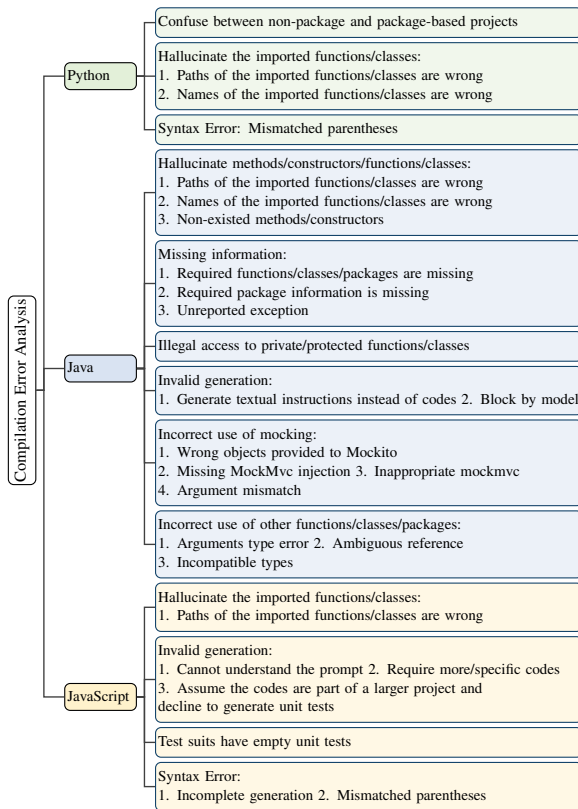 Compilation Error Analysis
Python
Confuse between non-package and package-based projects
Hallucinate the imported functions/classes:
1. Paths of the imported functions/classes are wrong
2. Names of the imported functions/classes are wrong
Syntax Error: Mismatched parentheses
Java
Hallucinate methods/constructors/functions/classes:
1. Paths of the imported functions/classes are wrong
2. Names of the imported functions/classes are wrong
3. Non-existed methods/constructors
Missing information:
1. Required functions/classes/packages are missing
2. Required package information is missing
3. Unreported exception
Illegal access to private/protected functions/classes
Invalid generation:
1. Generate textual instructions instead of codes 2. Block by model
Incorrect use of mocking:
1. Wrong objects provided to Mockito
2. Missing MockMvc injection 3. Inappropriate mockmvc
4. Argument mismatch
Incorrect use of other functions/classes/packages:
1. Arguments type error 2. Ambiguous reference
3. Incompatible types
JavaScript
Hallucinate the imported functions/classes:
1. Paths of the imported functions/classes are wrong
Invalid generation:
1. Cannot understand the prompt 2. Require more/specific codes
3. Assume the codes are part of a larger project and
decline to generate unit tests
Test suits have empty unit tests
Syntax Error:
1. Incomplete generation 2. Mismatched parentheses